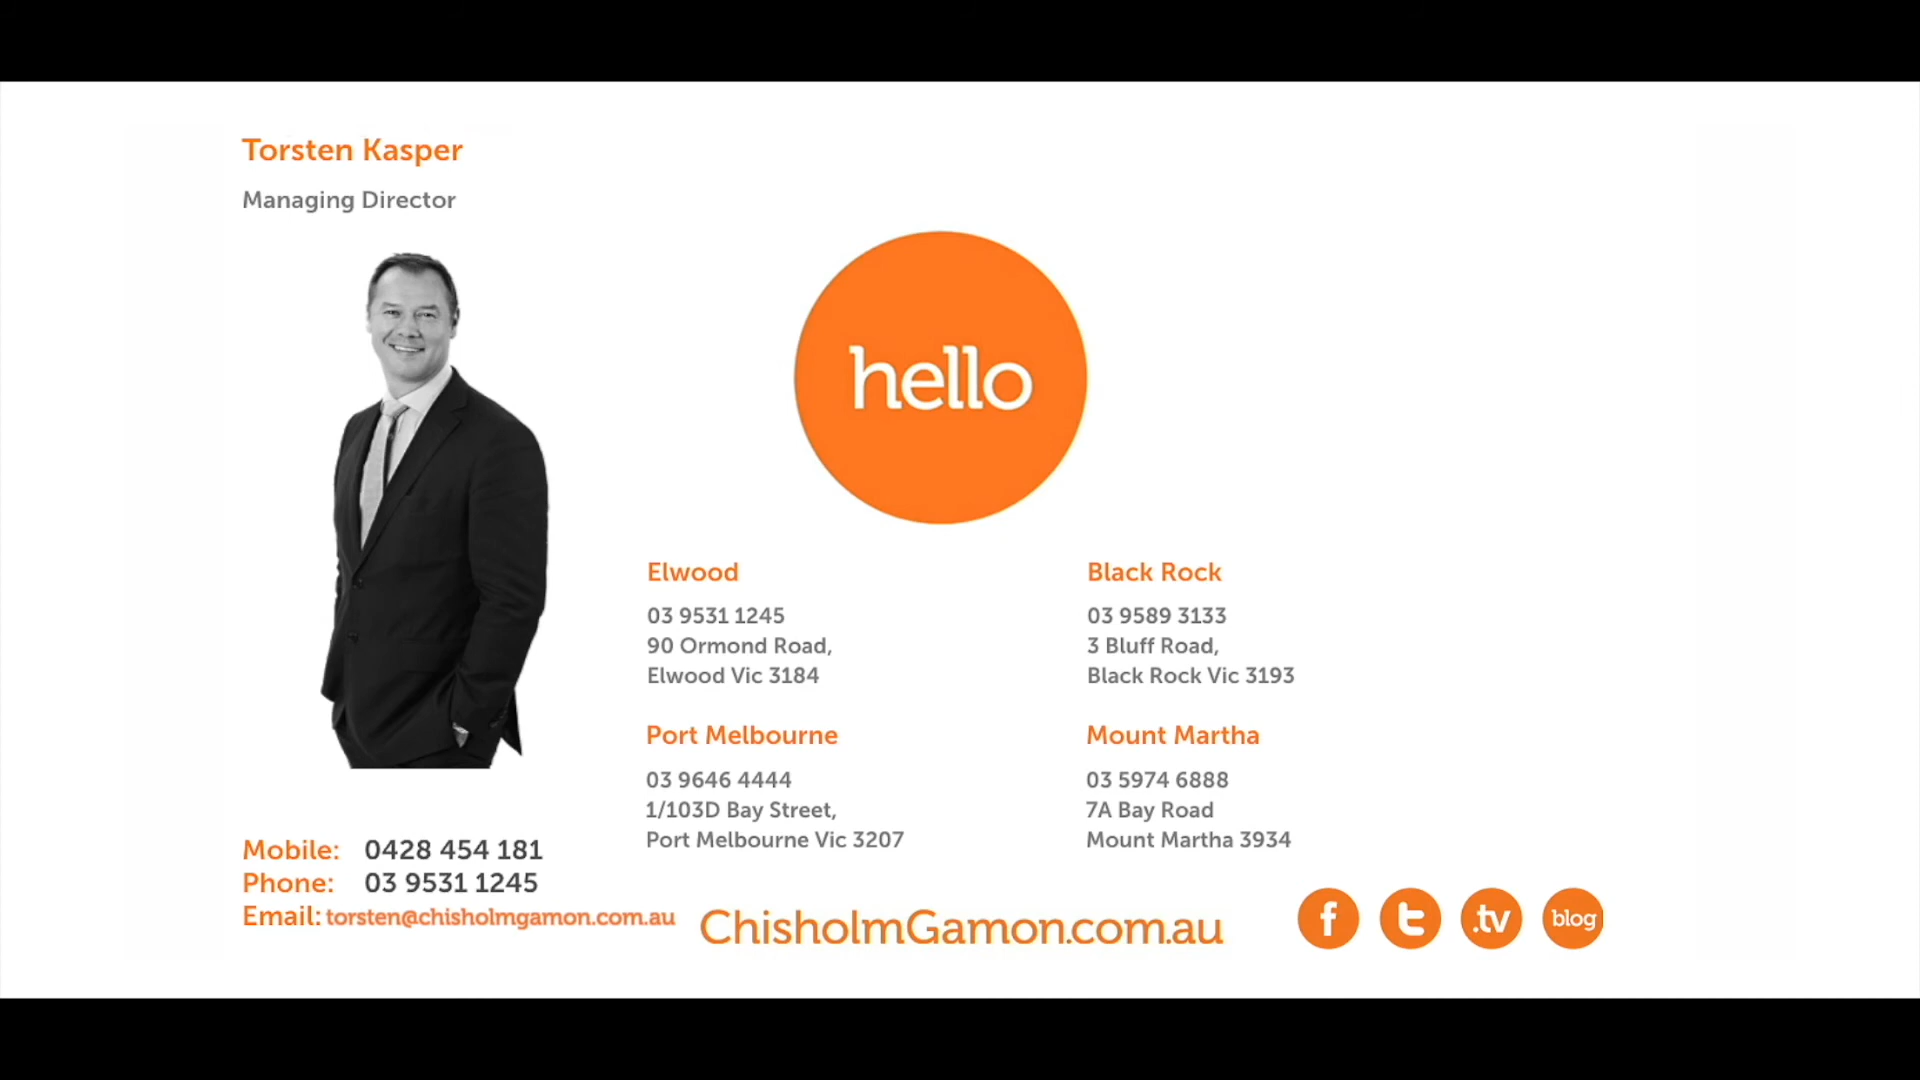 Torsten Kasper
Managing Director
hello
Elwood
03 9531 1245
90 Ormond Road,
Elwood Vic 3184
Black Rock
03 9589 3133
3 Bluff Road,
Black Rock Vic 3193
Port Melbourne
03 9646 4444
1/103D Bay Street,
Port Melbourne Vic 3207
Mount Martha
03 5974 6888
7A Bay Road
Mount Martha 3934
Mobile: 0428 454 181
Phone: 03 9531 1245
Email: torsten@chisholmgamon.com.au
ChisholmGamon.com.au
f t .tv blog